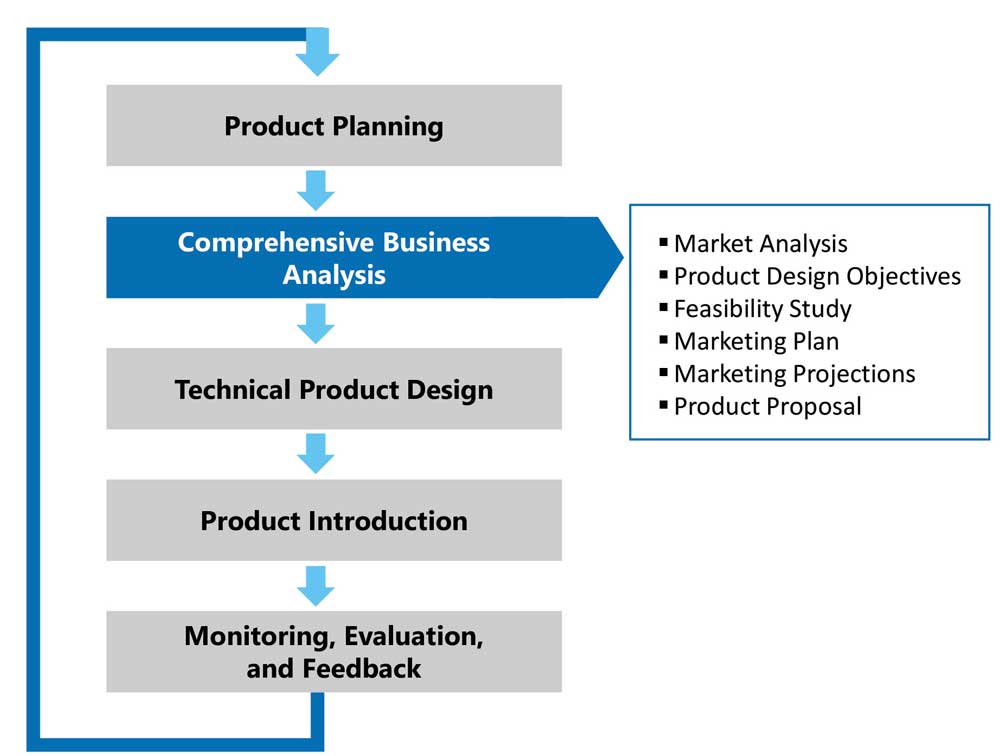 Product Planning
Comprehensive Business
Analysis
▪ Market Analysis
▪ Product Design Objectives
▪ Feasibility Study
▪ Marketing Plan
▪ Marketing Projections
▪ Product Proposal
Technical Product Design
Product Introduction
Monitoring, Evaluation,
and Feedback